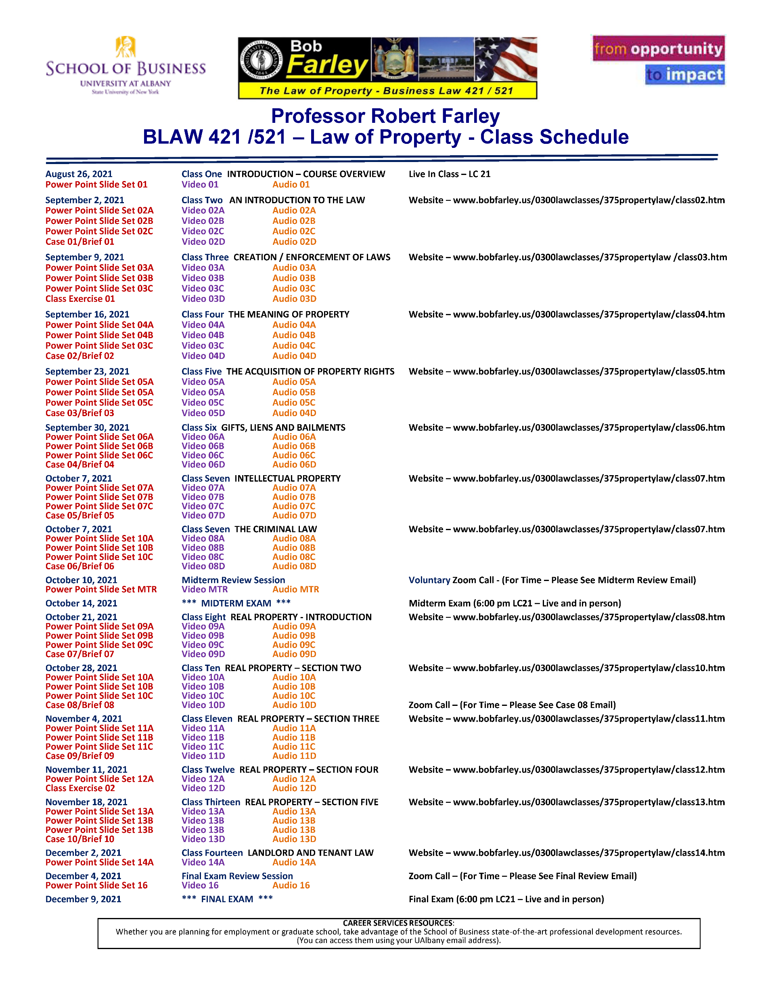 SCHOOL OF BUSINESS
UNIVERSITY AT ALBANY
State University of New York
UNIVERSITY AT ALBANY
1844
Bob
Farley
The Law of Property - Business Law 421 / 521
from opportunity
to impact
Professor Robert Farley
BLAW 421 /521 – Law of Property - Class Schedule
August 26, 2021 Class One INTRODUCTION – COURSE OVERVIEW Live In Class – LC 21
Power Point Slide Set 01 Video 01 Audio 01
September 2, 2021 Class Two AN INTRODUCTION TO THE LAW Website – www.bobfarley.us/0300lawclasses/375propertylaw/class02.htm
Power Point Slide Set 02A Video 02A Audio 02A
Power Point Slide Set 02B Video 02B Audio 02B
Power Point Slide Set 02C Video 02C Audio 02C
Case 01/Brief 01 Video 02D Audio 02D
September 9, 2021 Class Three CREATION / ENFORCEMENT OF LAWS Website – www.bobfarley.us/0300lawclasses/375propertylaw /class03.htm
Power Point Slide Set 03A Video 03A Audio 03A
Power Point Slide Set 03B Video 03B Audio 03B
Power Point Slide Set 03C Video 03C Audio 03C
Class Exercise 01 Video 03D Audio 03D
September 16, 2021 Class Four THE MEANING OF PROPERTY Website – www.bobfarley.us/0300lawclasses/375propertylaw/class04.htm
Power Point Slide Set 04A Video 04A Audio 04A
Power Point Slide Set 04B Video 04B Audio 04B
Power Point Slide Set 03C Video 03C Audio 04C
Case 02/Brief 02 Video 04D Audio 04D
September 23, 2021 Class Five THE ACQUISITION OF PROPERTY RIGHTS Website – www.bobfarley.us/0300lawclasses/375propertylaw/class05.htm
Power Point Slide Set 05A Video 05A Audio 05A
Power Point Slide Set 05A Video 05A Audio 05B
Power Point Slide Set 05C Video 05C Audio 05C
Case 03/Brief 03 Video 05D Audio 04D
September 30, 2021 Class Six GIFTS, LIENS AND BAILMENTS Website – www.bobfarley.us/0300lawclasses/375propertylaw/class06.htm
Power Point Slide Set 06A Video 06A Audio 06A
Power Point Slide Set 06B Video 06B Audio 06B
Power Point Slide Set 06C Video 06C Audio 06C
Case 04/Brief 04 Video 06D Audio 06D
October 7, 2021 Class Seven INTELLECTUAL PROPERTY Website – www.bobfarley.us/0300lawclasses/375propertylaw/class07.htm
Power Point Slide Set 07A Video 07A Audio 07A
Power Point Slide Set 07B Video 07B Audio 07B
Power Point Slide Set 07C Video 07C Audio 07C
Case 05/Brief 05 Video 07D Audio 07D
October 7, 2021 Class Seven THE CRIMINAL LAW Website – www.bobfarley.us/0300lawclasses/375propertylaw/class07.htm
Power Point Slide Set 10A Video 08A Audio 08A
Power Point Slide Set 10B Video 08B Audio 08B
Power Point Slide Set 10C Video 08C Audio 08C
Case 06/Brief 06 Video 08D Audio 08D
October 10, 2021 Midterm Review Session Voluntary Zoom Call - (For Time – Please See Midterm Review Email)
Power Point Slide Set MTR Video MTR Audio MTR
October 14, 2021 *** MIDTERM EXAM *** Midterm Exam (6:00 pm LC21 – Live and in person)
October 21, 2021 Class Eight REAL PROPERTY - INTRODUCTION Website – www.bobfarley.us/0300lawclasses/375propertylaw/class08.htm
Power Point Slide Set 09A Video 09A Audio 09A
Power Point Slide Set 09B Video 09B Audio 09B
Power Point Slide Set 09C Video 09C Audio 09C
Case 07/Brief 07 Video 09D Audio 09D
October 28, 2021 Class Ten REAL PROPERTY – SECTION TWO Website – www.bobfarley.us/0300lawclasses/375propertylaw/class10.htm
Power Point Slide Set 10A Video 10A Audio 10A
Power Point Slide Set 10B Video 10B Audio 10B
Power Point Slide Set 10C Video 10C Audio 10C
Case 08/Brief 08 Video 10D Audio 10D Zoom Call – (For Time – Please See Case 08 Email)
November 4, 2021 Class Eleven REAL PROPERTY – SECTION THREE Website – www.bobfarley.us/0300lawclasses/375propertylaw/class11.htm
Power Point Slide Set 11A Video 11A Audio 11A
Power Point Slide Set 11B Video 11B Audio 11B
Power Point Slide Set 11C Video 11C Audio 11C
Case 09/Brief 09 Video 11D Audio 11D
November 11, 2021 Class Twelve REAL PROPERTY – SECTION FOUR Website – www.bobfarley.us/0300lawclasses/375propertylaw/class12.htm
Power Point Slide Set 12A Video 12A Audio 12A
Class Exercise 02 Video 12D Audio 12D
November 18, 2021 Class Thirteen REAL PROPERTY – SECTION FIVE Website – www.bobfarley.us/0300lawclasses/375propertylaw/class13.htm
Power Point Slide Set 13A Video 13A Audio 13A
Power Point Slide Set 13B Video 13B Audio 13B
Power Point Slide Set 13B Video 13B Audio 13B
Case 10/Brief 10 Video 13D Audio 13D
December 2, 2021 Class Fourteen LANDLORD AND TENANT LAW Website – www.bobfarley.us/0300lawclasses/375propertylaw/class14.htm
Power Point Slide Set 14A Video 14A Audio 14A
December 4, 2021 Final Exam Review Session Zoom Call – (For Time – Please See Final Review Email)
Power Point Slide Set 16 Video 16 Audio 16
December 9, 2021 *** FINAL EXAM *** Final Exam (6:00 pm LC21 – Live and in person)
CAREER SERVICES RESOURCES:
Whether you are planning for employment or graduate school, take advantage of the School of Business state-of-the-art professional development resources.
(You can access them using your UAlbany email address).